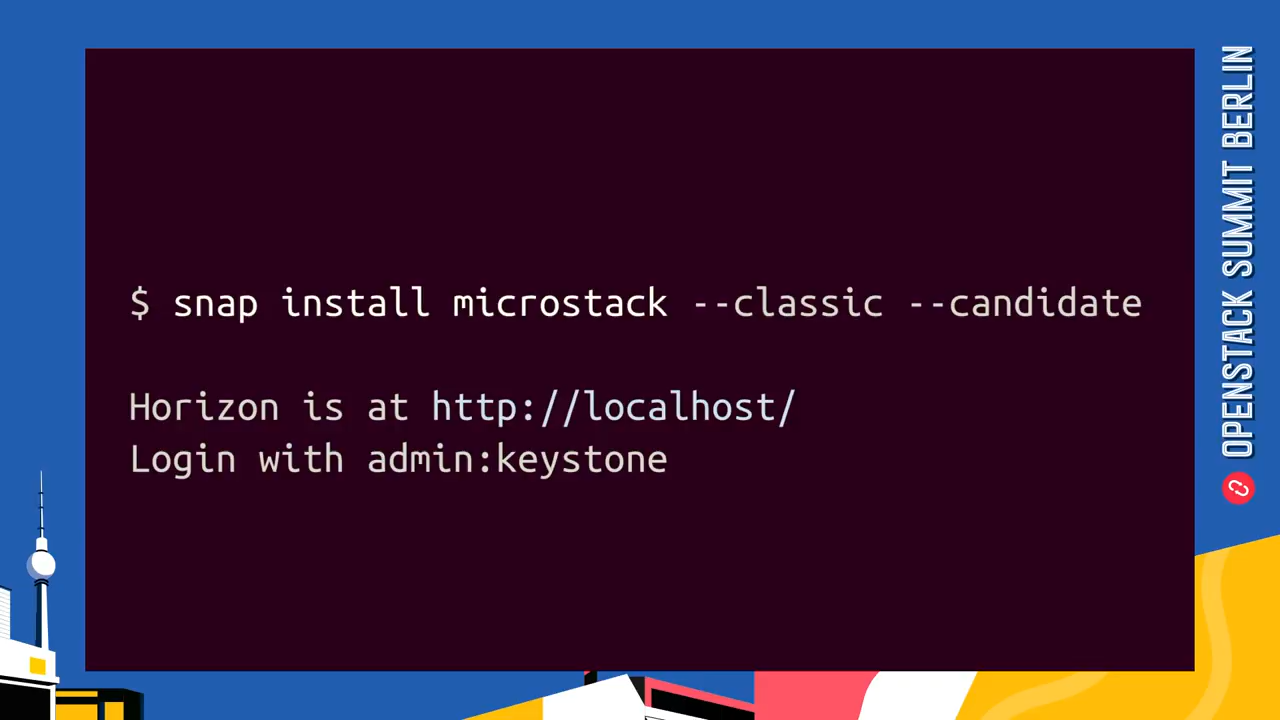 $ snap install microstack --classic --candidate
Horizon is at http://localhost/
Login with admin:keystone
OPENSTACK SUMMIT BERLIN